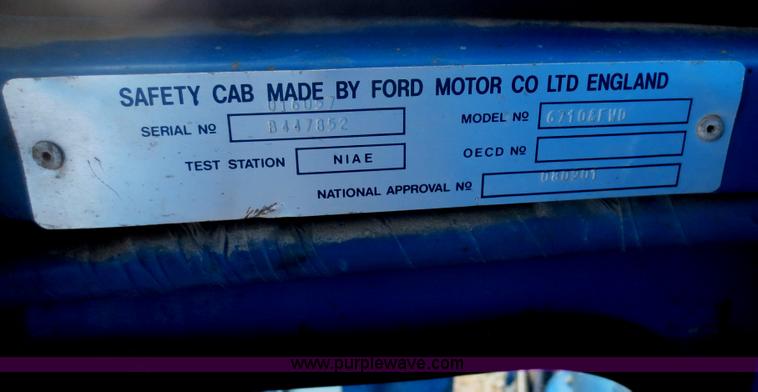 SAFETY CAB MADE BY FORD MOTOR CO LTD ENGLAND
SERIAL Nº B447852 MODEL Nº
TEST STATION NIAE OECD Nº
NATIONAL APPROVAL Nº
www.purplewave.com